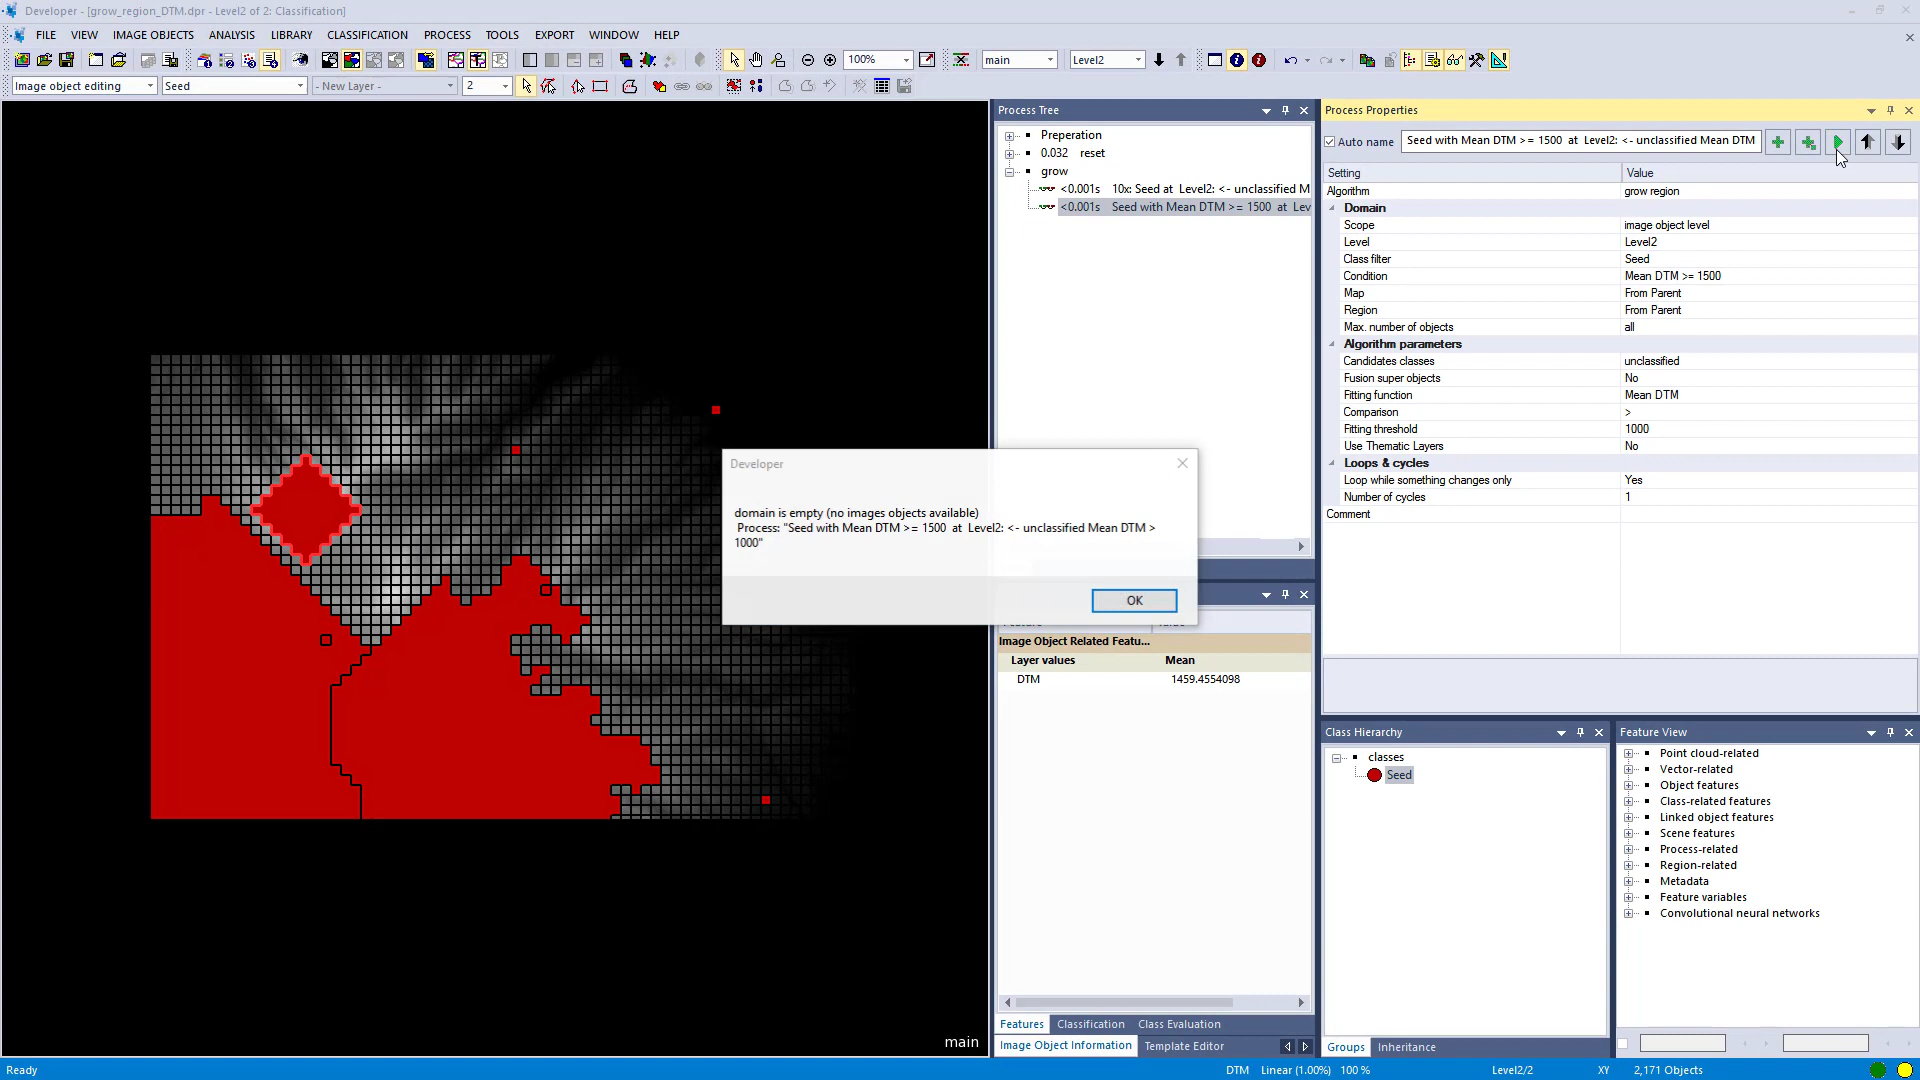 Developer - [grow_region_DTM.dpr - Level2 of 2: Classification]
FILE VIEW IMAGE OBJECTS ANALYSIS LIBRARY CLASSIFICATION PROCESS TOOLS EXPORT WINDOW HELP
100% main Level2
Image object editing Seed - New Layer - 2
Process Tree
Preperation
0.032 reset
grow
<0.001s 10x: Seed at Level2: <- unclassified M
<0.001s Seed with Mean DTM >= 1500 at Lev
Process Properties
Auto name Seed with Mean DTM >= 1500 at Level2: <- unclassified Mean DTM
Setting Value
Algorithm grow region
Domain
Scope image object level
Level Level2
Class filter Seed
Condition Mean DTM >= 1500
Map From Parent
Region From Parent
Max. number of objects all
Algorithm parameters
Candidates classes unclassified
Fusion super objects No
Fitting function Mean DTM
Comparison >
Fitting threshold 1000
Use Thematic Layers No
Loops & cycles
Loop while something changes only Yes
Number of cycles 1
Comment
Developer
domain is empty (no images objects available)
Process: "Seed with Mean DTM >= 1500 at Level2: <- unclassified Mean DTM >
1000"
OK
Image Object Related Featu...
Layer values Mean
DTM 1459.4554098
Features Classification Class Evaluation
Image Object Information Template Editor
Class Hierarchy
classes
Seed
Groups Inheritance
Feature View
Point cloud-related
Vector-related
Object features
Class-related features
Linked object features
Scene features
Process-related
Region-related
Metadata
Feature variables
Convolutional neural networks
main
Ready DTM Linear (1.00%) 100 % Level2/2 XY 2,171 Objects